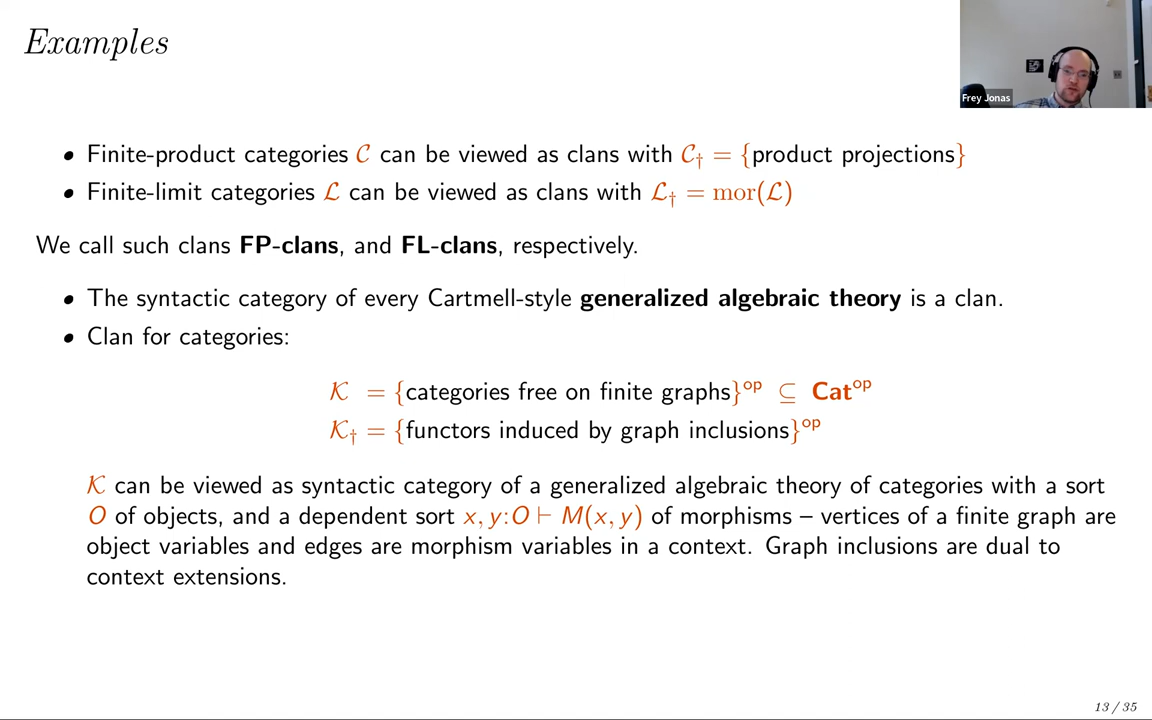 Examples
Frey Jonas
• Finite-product categories 𝒞 can be viewed as clans with 𝒞† = {product projections}
• Finite-limit categories ℒ can be viewed as clans with ℒ† = mor(ℒ)
We call such clans FP-clans, and FL-clans, respectively.
• The syntactic category of every Cartmell-style generalized algebraic theory is a clan.
• Clan for categories:
𝒦 = {categories free on finite graphs}ᵒᵖ ⊆ Catᵒᵖ
𝒦† = {functors induced by graph inclusions}ᵒᵖ
𝒦 can be viewed as syntactic category of a generalized algebraic theory of categories with a sort
O of objects, and a dependent sort x, y:O ⊢ M(x, y) of morphisms – vertices of a finite graph are
object variables and edges are morphism variables in a context. Graph inclusions are dual to
context extensions.
13 / 35